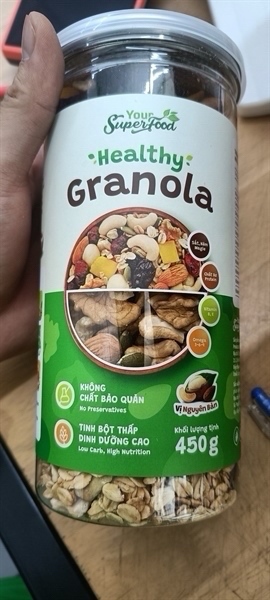 Your
Superfood
Healthy
Granola
KHÔNG
CHẤT BẢO QUẢN
No Preservatives
TINH BỘT THẤP
DINH DƯỠNG CAO
Low Carb, High Nutrition
Vị Nguyên Bản
Khối lượng tịnh
450g